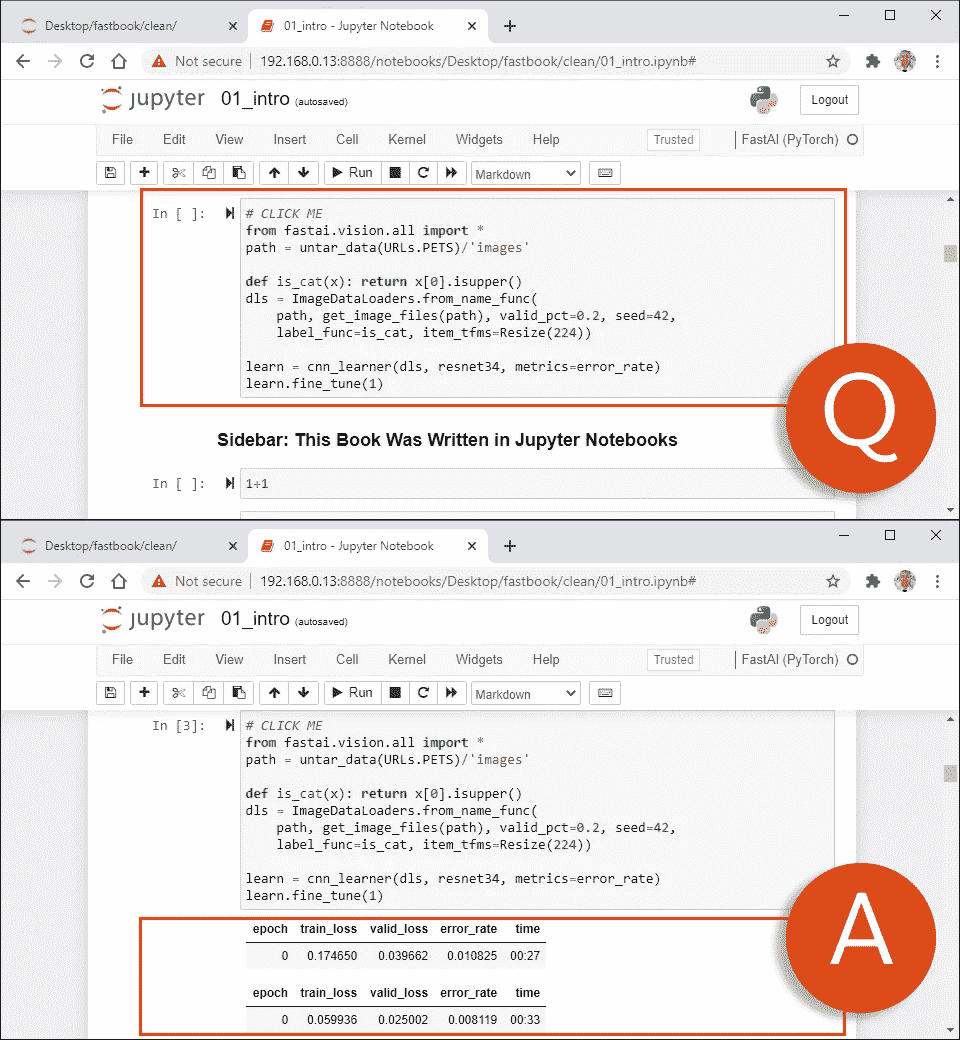 Desktop/fastbook/clean/
01_intro - Jupyter Notebook
Not secure 192.168.0.13:8888/notebooks/Desktop/fastbook/clean/01_intro.ipynb#
jupyter 01_intro (autosaved)
Logout
File Edit View Insert Cell Kernel Widgets Help Trusted FastAI (PyTorch)
Run Markdown
In [ ]: # CLICK ME
from fastai.vision.all import *
path = untar_data(URLs.PETS)/'images'
def is_cat(x): return x[0].isupper()
dls = ImageDataLoaders.from_name_func(
    path, get_image_files(path), valid_pct=0.2, seed=42,
    label_func=is_cat, item_tfms=Resize(224))
learn = cnn_learner(dls, resnet34, metrics=error_rate)
learn.fine_tune(1)
Q
Sidebar: This Book Was Written in Jupyter Notebooks
In [ ]: 1+1
Desktop/fastbook/clean/
01_intro - Jupyter Notebook
Not secure 192.168.0.13:8888/notebooks/Desktop/fastbook/clean/01_intro.ipynb#
jupyter 01_intro (autosaved)
Logout
File Edit View Insert Cell Kernel Widgets Help Trusted FastAI (PyTorch)
Run Markdown
In [3]: # CLICK ME
from fastai.vision.all import *
path = untar_data(URLs.PETS)/'images'
def is_cat(x): return x[0].isupper()
dls = ImageDataLoaders.from_name_func(
    path, get_image_files(path), valid_pct=0.2, seed=42,
    label_func=is_cat, item_tfms=Resize(224))
learn = cnn_learner(dls, resnet34, metrics=error_rate)
learn.fine_tune(1)
A
epoch train_loss valid_loss error_rate time
0 0.174650 0.039662 0.010825 00:27
epoch train_loss valid_loss error_rate time
0 0.059936 0.025002 0.008119 00:33